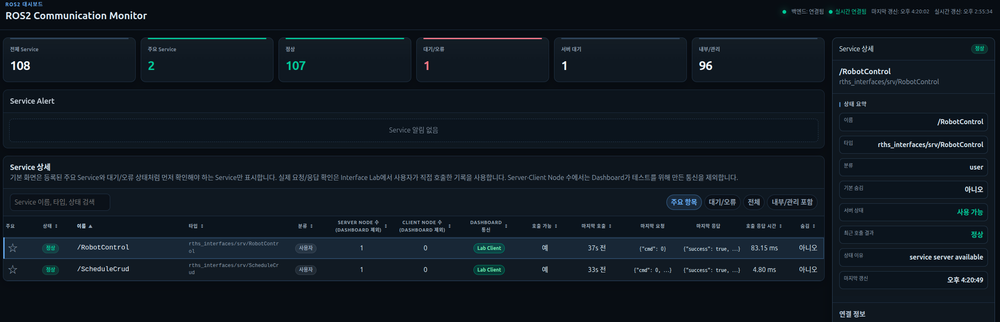 ROS2 대시보드
ROS2 Communication Monitor
백엔드: 연결됨 실시간 연결됨 마지막 갱신: 오후 4:20:02 실시간 갱신: 오후 2:55:34
전체 Service
108
주요 Service
2
정상
107
대기/오류
1
서버 대기
1
내부/관리
96
Service Alert
Service 알림 없음
Service 상세
기본 화면은 등록된 주요 Service와 대기/오류 상태처럼 먼저 확인해야 하는 Service만 표시합니다. 실제 요청/응답 확인은 Interface Lab에서 사용자가 직접 호출한 기록을 사용합니다. Server·Client Node 수에서는 Dashboard가 테스트를 위해 만든 통신을 제외합니다.
Service 이름, 타입, 상태 검색
주요 항목 대기/오류 전체 내부/관리 포함
주요 상태 ↕ 이름 ▲ 타입 ↕ 분류 ↕ SERVER NODE 수 (DASHBOARD 제외) ↕ CLIENT NODE 수 (DASHBOARD 제외) ↕ DASHBOARD 통신 ↕ 호출 가능 ↕ 마지막 호출 ↕ 마지막 요청 마지막 응답 호출 응답 시간 ↕ 숨김 ↕
☆ 정상 /RobotControl rths_interfaces/srv/RobotControl 사용자 1 0 Lab Client 예 37s 전 {"cmd": 0} {"success": true, ...} 83.15 ms 아니오
☆ 정상 /ScheduleCrud rths_interfaces/srv/ScheduleCrud 사용자 1 0 Lab Client 예 33s 전 {"cmd": 0, ...} {"success": true, ...} 4.80 ms 아니오
Service 상세 정상
/RobotControl
rths_interfaces/srv/RobotControl
상태 요약
이름 /RobotControl
타입 rths_interfaces/srv/RobotControl
분류 user
기본 숨김 아니오
서버 상태 사용 가능
최근 호출 결과 정상
상태 이유 service server available
마지막 갱신 오후 4:20:49
연결 정보